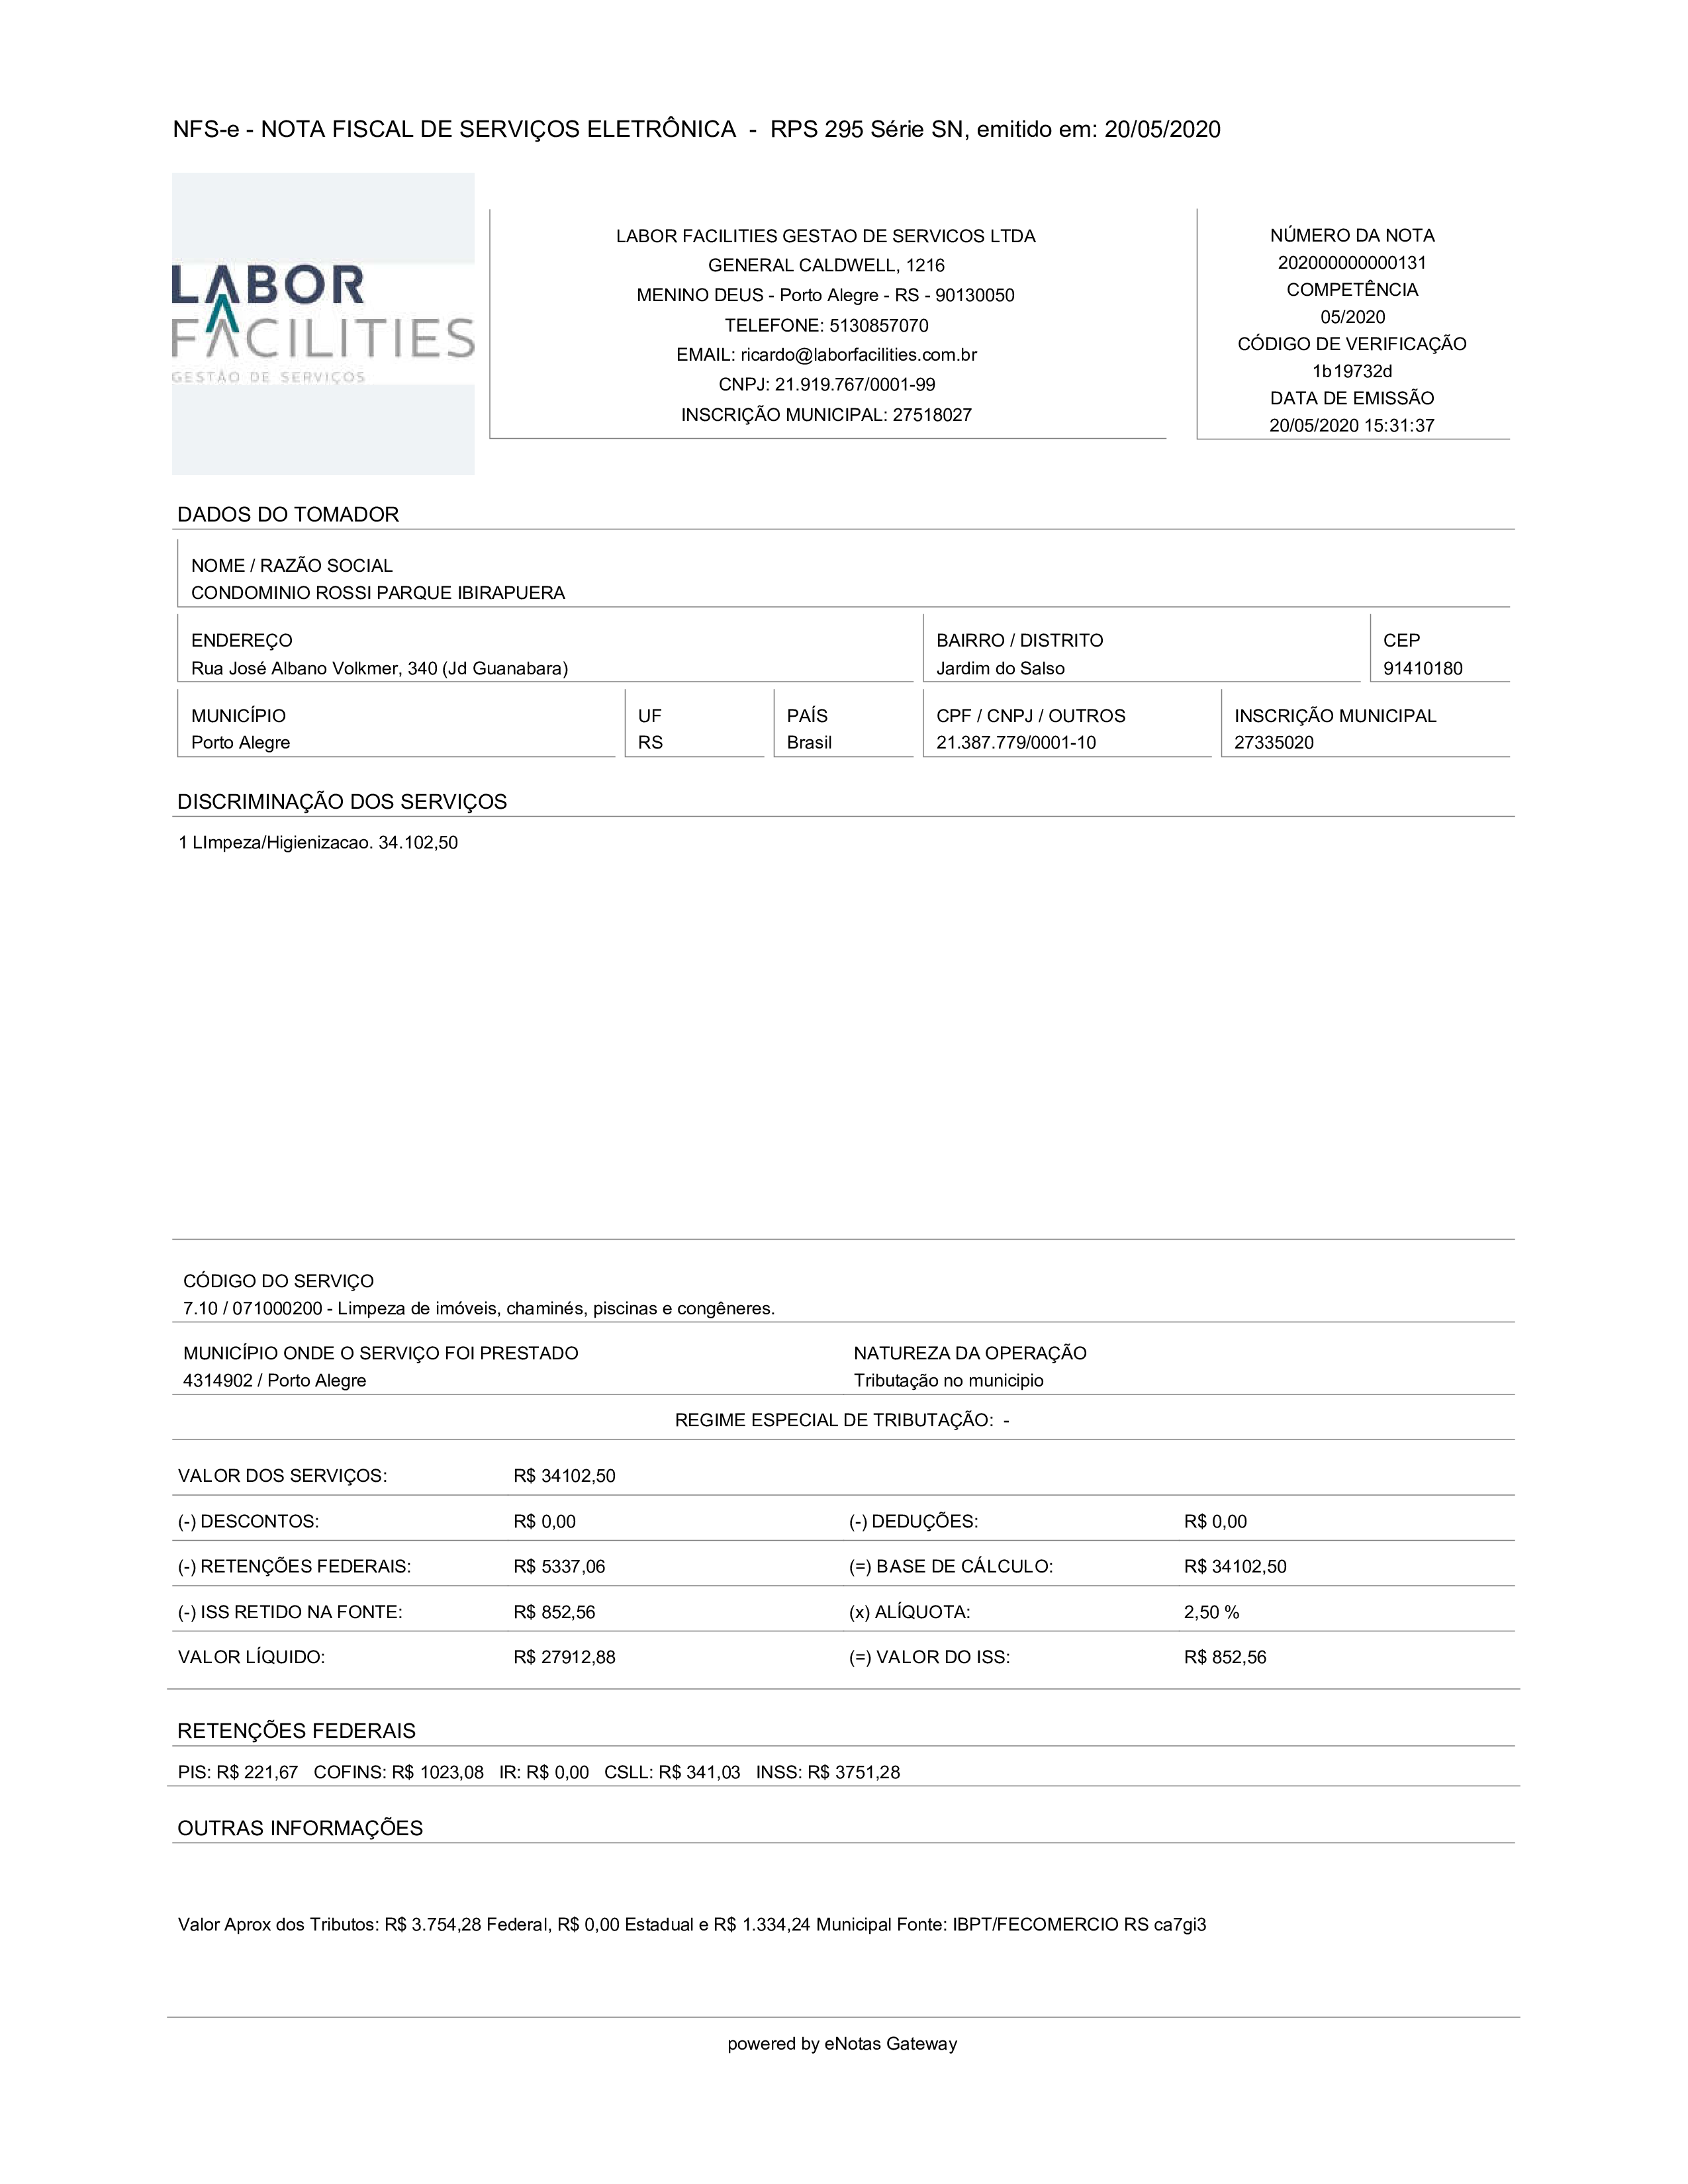 NFS-e - NOTA FISCAL DE SERVIÇOS ELETRÔNICA - RPS 295 Série SN, emitido em: 20/05/2020
LABOR
FACILITIES
GESTÃO DE SERVIÇOS
LABOR FACILITIES GESTAO DE SERVICOS LTDA
GENERAL CALDWELL, 1216
MENINO DEUS - Porto Alegre - RS - 90130050
TELEFONE: 5130857070
EMAIL: ricardo@laborfacilities.com.br
CNPJ: 21.919.767/0001-99
INSCRIÇÃO MUNICIPAL: 27518027
NÚMERO DA NOTA
202000000000131
COMPETÊNCIA
05/2020
CÓDIGO DE VERIFICAÇÃO
1b19732d
DATA DE EMISSÃO
20/05/2020 15:31:37
DADOS DO TOMADOR
NOME / RAZÃO SOCIAL
CONDOMINIO ROSSI PARQUE IBIRAPUERA
ENDEREÇO BAIRRO / DISTRITO CEP
Rua José Albano Volkmer, 340 (Jd Guanabara) Jardim do Salso 91410180
MUNICÍPIO UF PAÍS CPF / CNPJ / OUTROS INSCRIÇÃO MUNICIPAL
Porto Alegre RS Brasil 21.387.779/0001-10 27335020
DISCRIMINAÇÃO DOS SERVIÇOS
1 LImpeza/Higienizacao. 34.102,50
CÓDIGO DO SERVIÇO
7.10 / 071000200 - Limpeza de imóveis, chaminés, piscinas e congêneres.
MUNICÍPIO ONDE O SERVIÇO FOI PRESTADO NATUREZA DA OPERAÇÃO
4314902 / Porto Alegre Tributação no municipio
REGIME ESPECIAL DE TRIBUTAÇÃO: -
VALOR DOS SERVIÇOS: R$ 34102,50
(-) DESCONTOS: R$ 0,00 (-) DEDUÇÕES: R$ 0,00
(-) RETENÇÕES FEDERAIS: R$ 5337,06 (=) BASE DE CÁLCULO: R$ 34102,50
(-) ISS RETIDO NA FONTE: R$ 852,56 (x) ALÍQUOTA: 2,50 %
VALOR LÍQUIDO: R$ 27912,88 (=) VALOR DO ISS: R$ 852,56
RETENÇÕES FEDERAIS
PIS: R$ 221,67 COFINS: R$ 1023,08 IR: R$ 0,00 CSLL: R$ 341,03 INSS: R$ 3751,28
OUTRAS INFORMAÇÕES
Valor Aprox dos Tributos: R$ 3.754,28 Federal, R$ 0,00 Estadual e R$ 1.334,24 Municipal Fonte: IBPT/FECOMERCIO RS ca7gi3
powered by eNotas Gateway